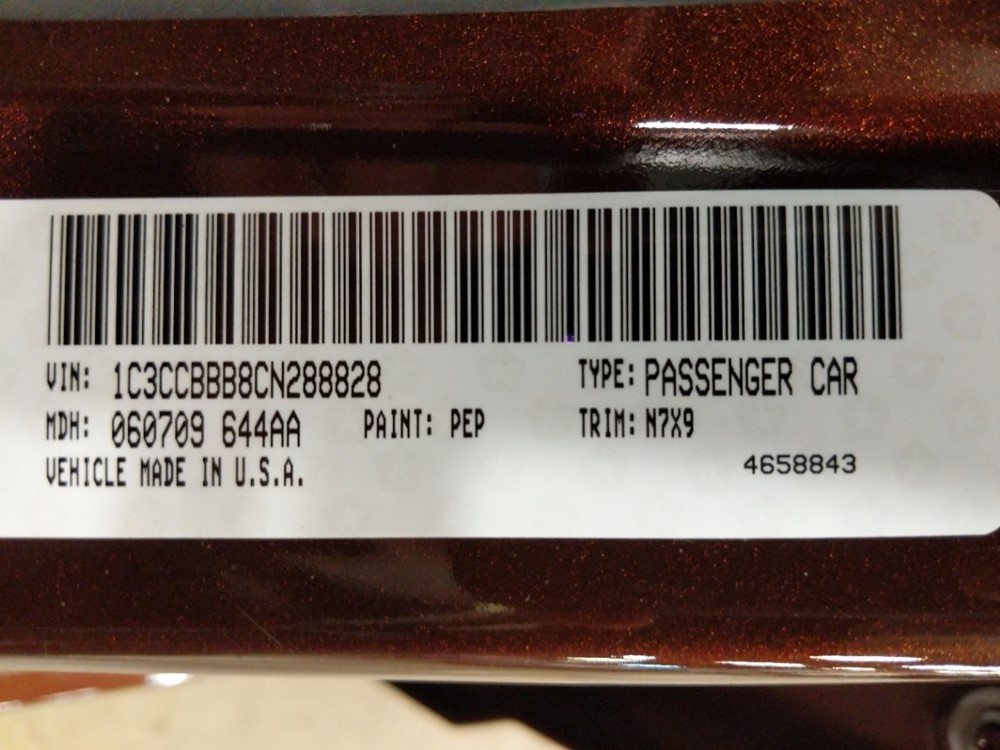 VIN: 1C3CCBBB8CN288828 TYPE: PASSENGER CAR
MDH: 060709 644AA PAINT: PEP TRIM: N7X9
VEHICLE MADE IN U.S.A. 4658843